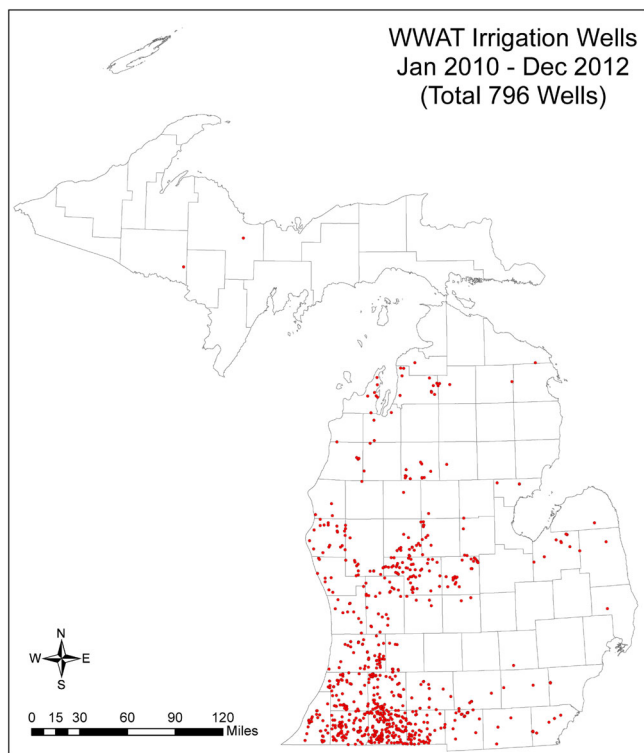 WWAT Irrigation Wells
Jan 2010 - Dec 2012
(Total 796 Wells)
N
W E
S
0 15 30 60 90 120
Miles